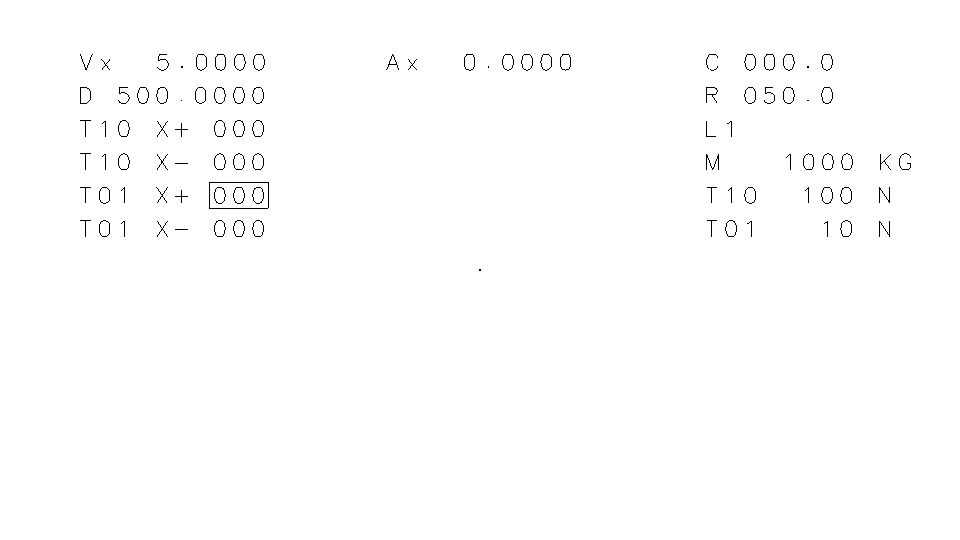 Vx 5.0000 Ax 0.0000 C 000.0
D 500.0000 R 050.0
T10 X+ 000 L1
T10 X- 000 M 1000 KG
T01 X+ 000 T10 100 N
T01 X- 000 T01 10 N